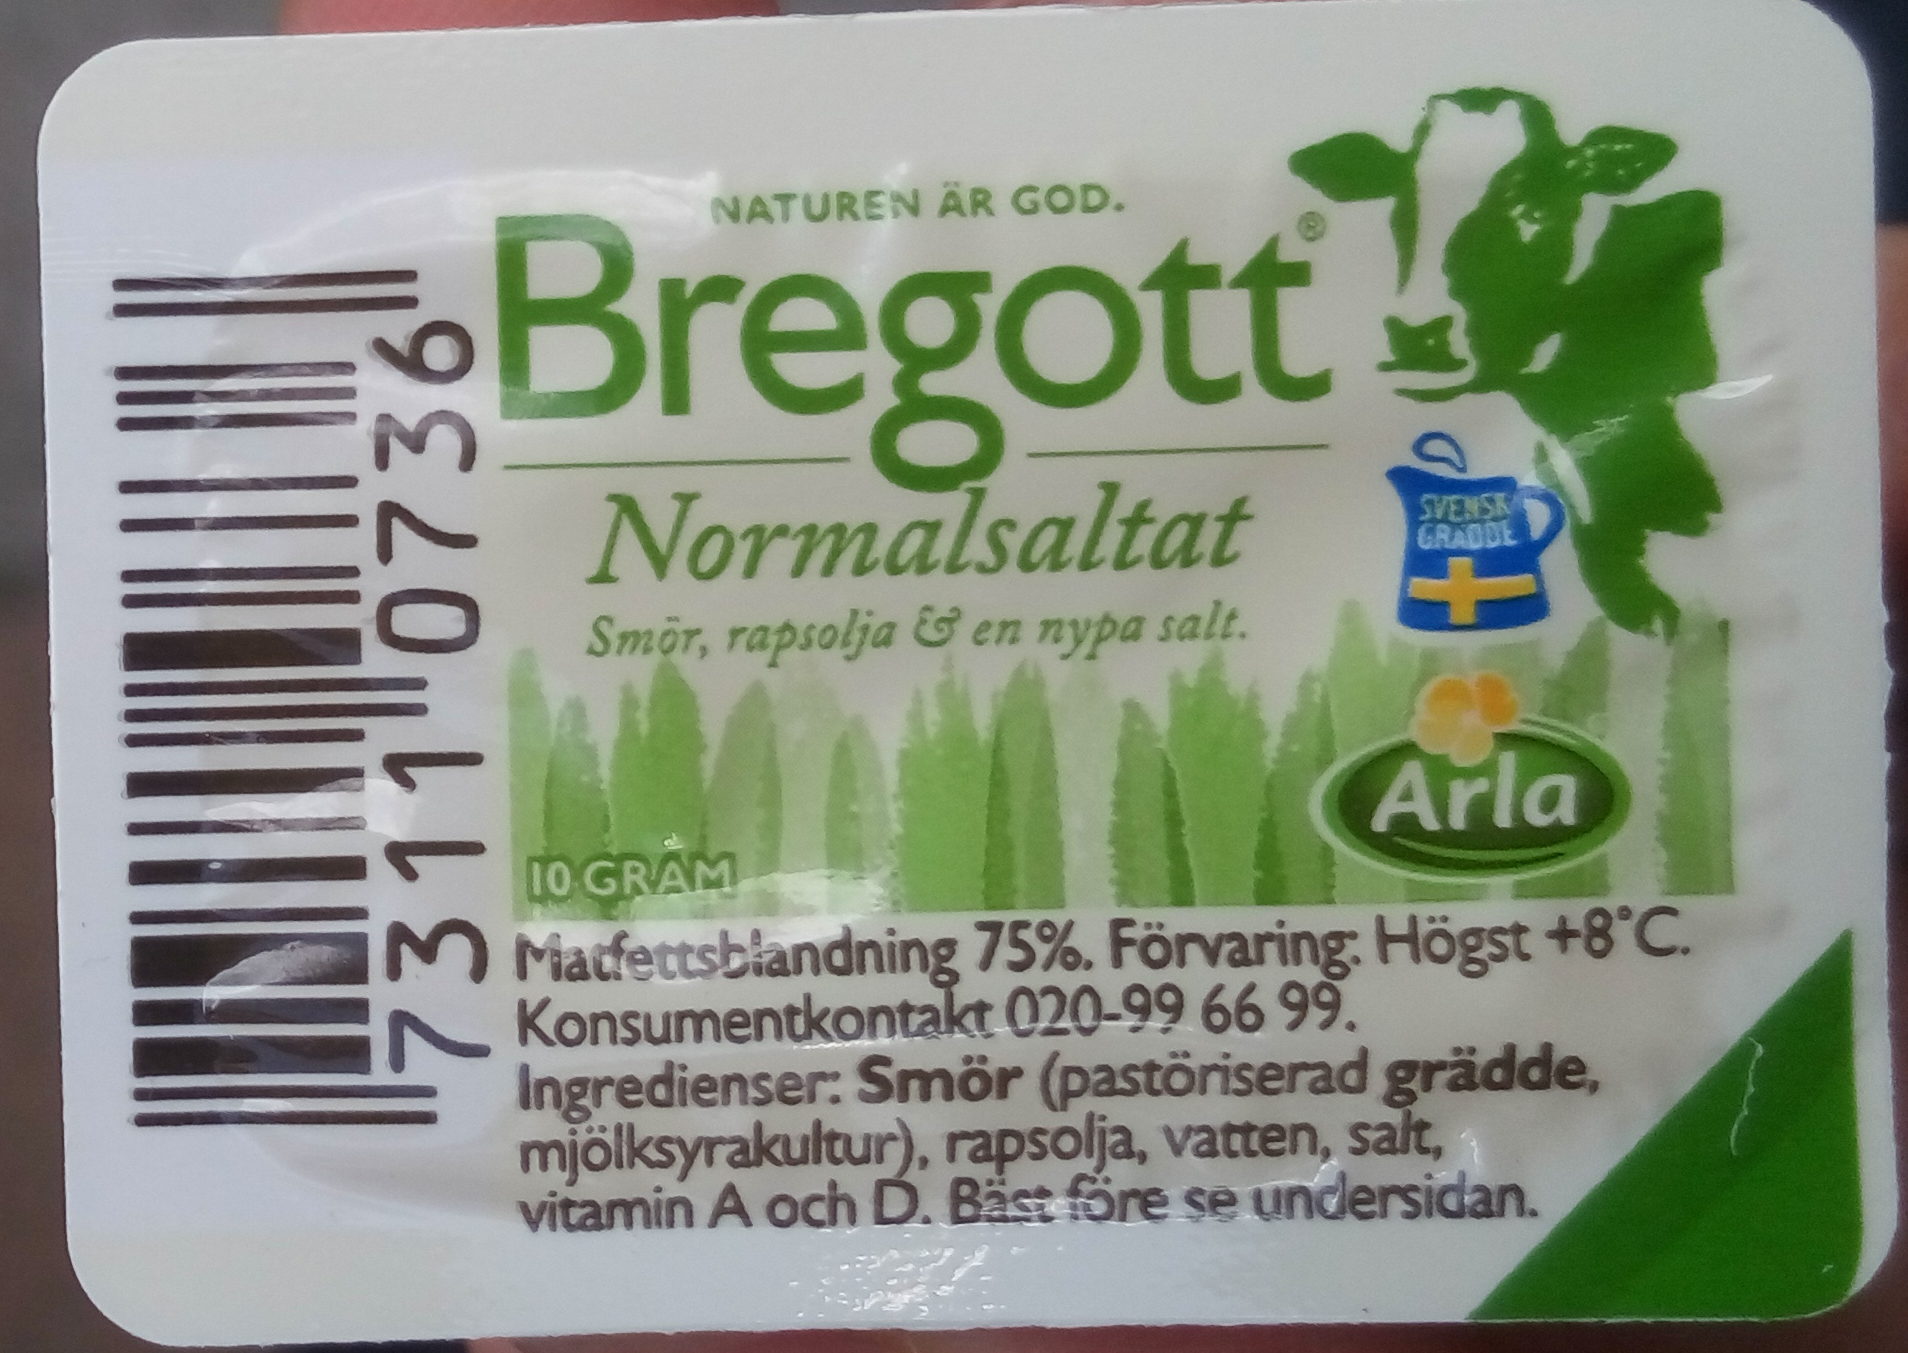 NATUREN ÄR GOD.
Bregott®
Normalsaltat
Smör, rapsolja & en nypa salt.
SVENSK
GRÄDDE
Arla
10 GRAM
Matfettsblandning 75%. Förvaring: Högst +8°C.
Konsumentkontakt 020-99 66 99.
Ingredienser: Smör (pastöriserad grädde,
mjölksyrakultur), rapsolja, vatten, salt,
vitamin A och D. Bäst före se undersidan.
7311 0736